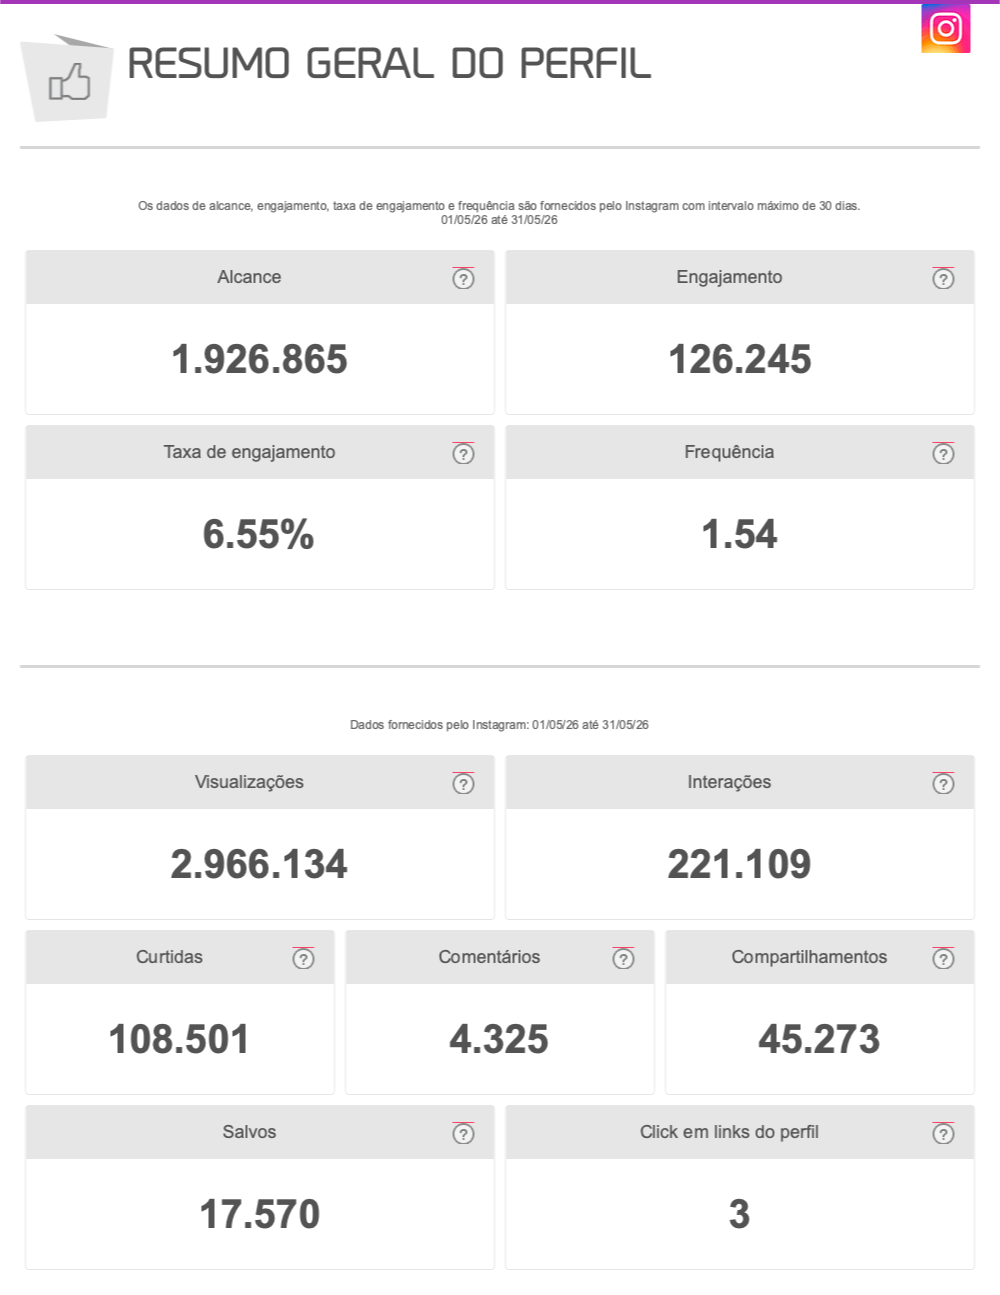 RESUMO GERAL DO PERFIL
Os dados de alcance, engajamento, taxa de engajamento e frequência são fornecidos pelo Instagram com intervalo máximo de 30 dias.
01/05/26 até 31/05/26
Alcance ?
Engajamento ?
1.926.865
126.245
Taxa de engajamento ?
Frequência ?
6.55%
1.54
Dados fornecidos pelo Instagram: 01/05/26 até 31/05/26
Visualizações ?
Interações ?
2.966.134
221.109
Curtidas ?
Comentários ?
Compartilhamentos ?
108.501
4.325
45.273
Salvos ?
Click em links do perfil ?
17.570
3